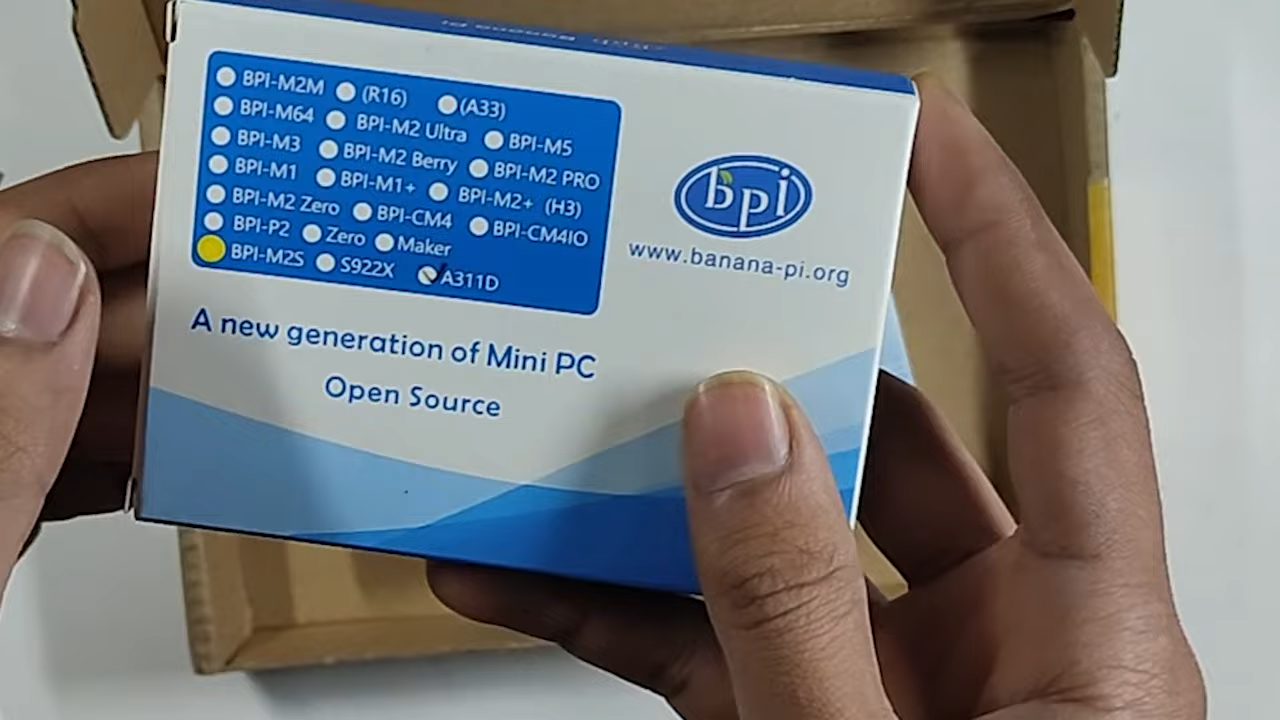 BPI-M2M (R16) (A33)
BPI-M64 BPI-M2 Ultra BPI-M5
BPI-M3 BPI-M2 Berry BPI-M2 PRO
BPI-M1 BPI-M1+ BPI-M2+ (H3)
BPI-M2 Zero BPI-CM4 BPI-CM4IO
BPI-P2 Zero Maker
BPI-M2S S922X A311D
bpi
www.banana-pi.org
A new generation of Mini PC
Open Source